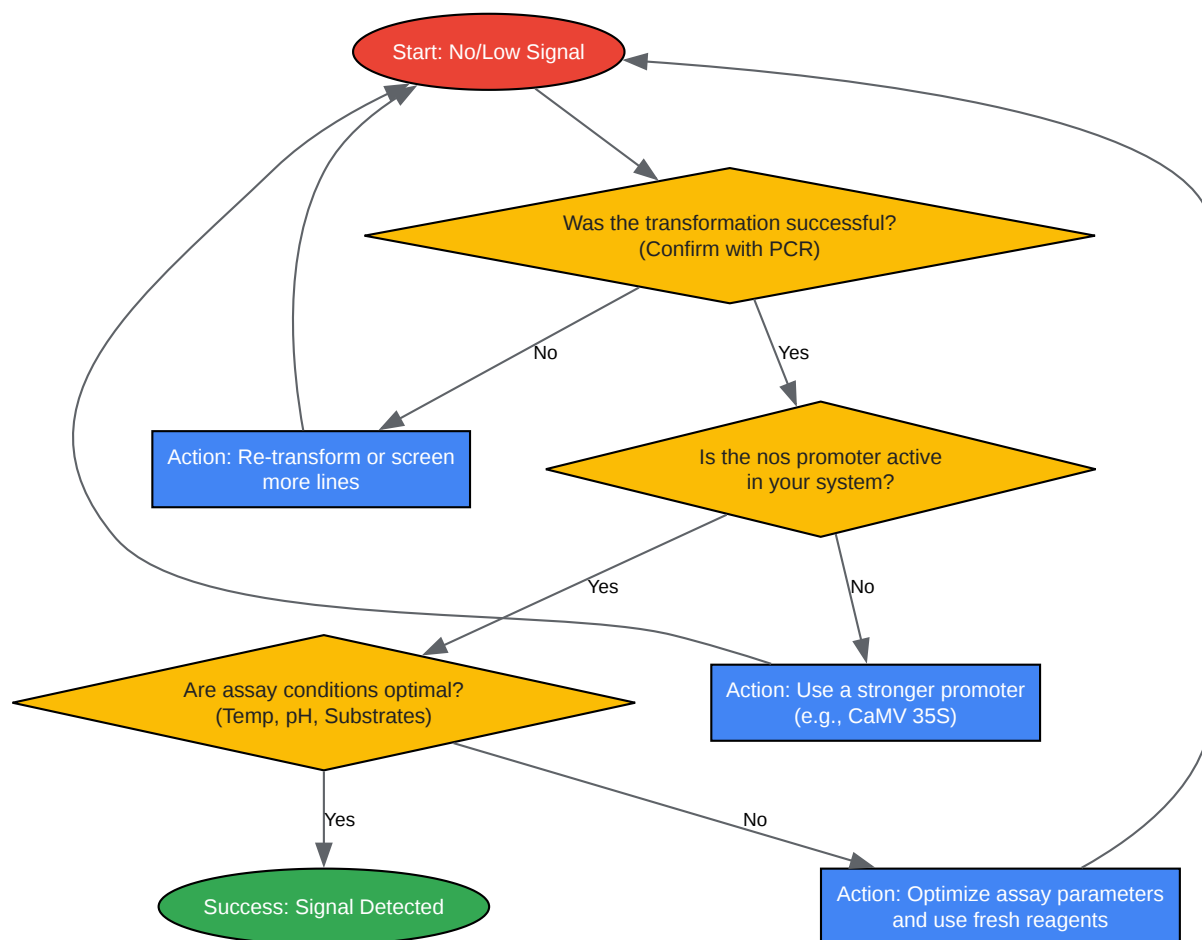 Start: No/Low Signal
Was the transformation successful?
(Confirm with PCR)
No
Yes
Action: Re-transform or screen
more lines
Is the nos promoter active
in your system?
Yes
No
Are assay conditions optimal?
(Temp, pH, Substrates)
Action: Use a stronger promoter
(e.g., CaMV 35S)
Yes
No
Success: Signal Detected
Action: Optimize assay parameters
and use fresh reagents